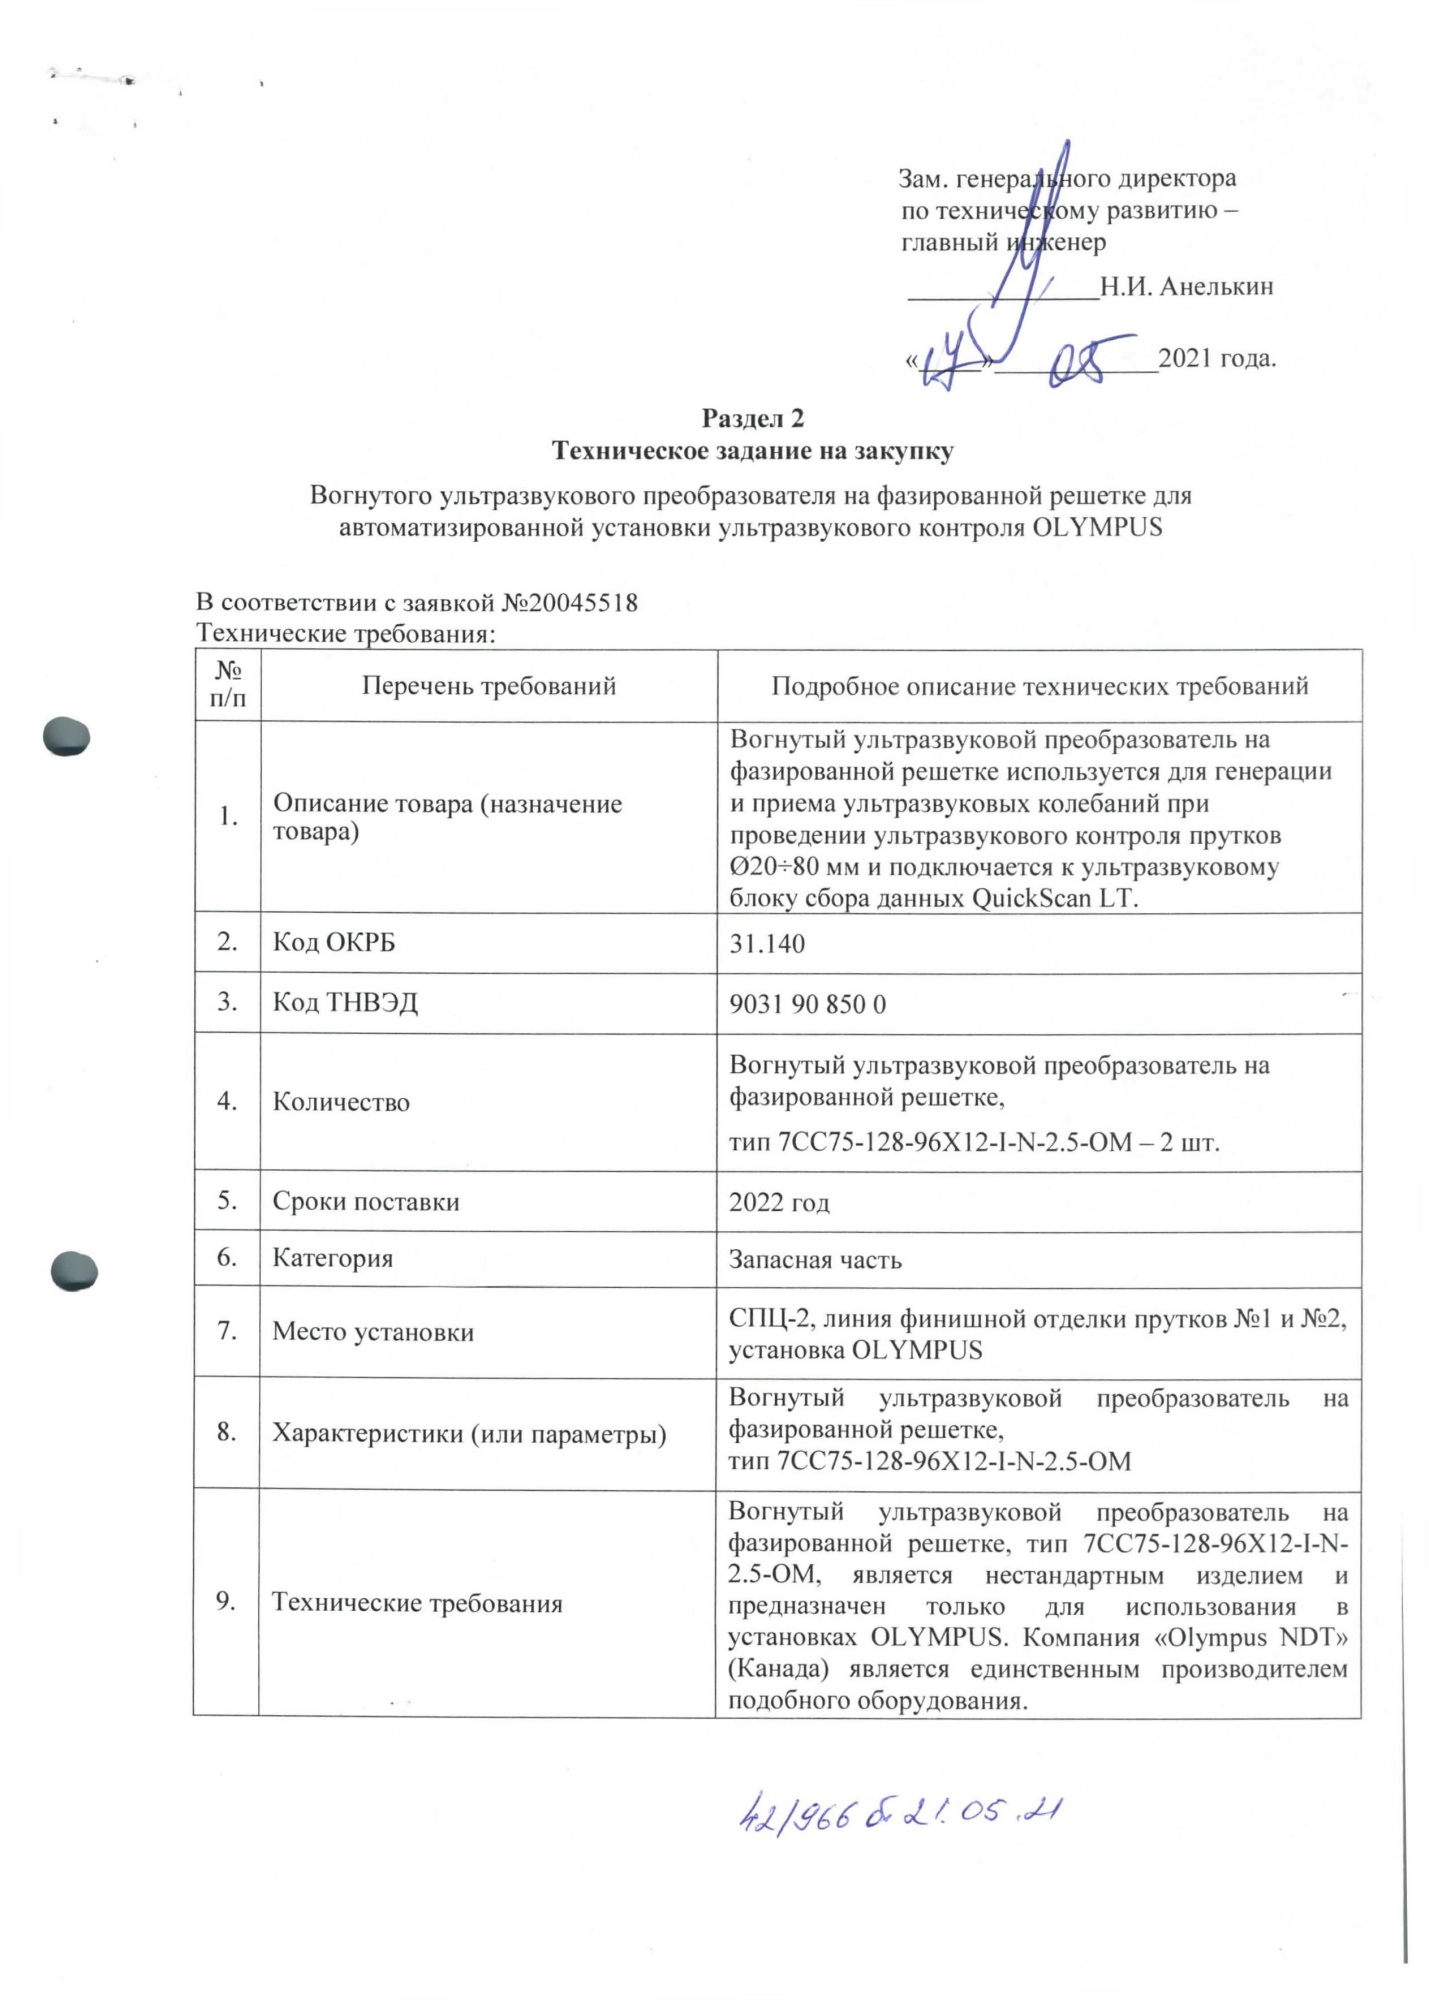 Зам. генерального директора
по техническому развитию –
главный инженер
______________Н.И. Анелькин
«17» 05 2021 года.
Раздел 2
Техническое задание на закупку
Вогнутого ультразвукового преобразователя на фазированной решетке для
автоматизированной установки ультразвукового контроля OLYMPUS
В соответствии с заявкой №20045518
Технические требования:
№ п/п
Перечень требований
Подробное описание технических требований
1.
Описание товара (назначение
товара)
Вогнутый ультразвуковой преобразователь на
фазированной решетке используется для генерации
и приема ультразвуковых колебаний при
проведении ультразвукового контроля прутков
Ø20÷80 мм и подключается к ультразвуковому
блоку сбора данных QuickScan LT.
2.
Код ОКРБ
31.140
3.
Код ТНВЭД
9031 90 850 0
4.
Количество
Вогнутый ультразвуковой преобразователь на
фазированной решетке,
тип 7CC75-128-96X12-I-N-2.5-OM – 2 шт.
5.
Сроки поставки
2022 год
6.
Категория
Запасная часть
7.
Место установки
СПЦ-2, линия финишной отделки прутков №1 и №2,
установка OLYMPUS
8.
Характеристики (или параметры)
Вогнутый ультразвуковой преобразователь на
фазированной решетке,
тип 7CC75-128-96X12-I-N-2.5-OM
9.
Технические требования
Вогнутый ультразвуковой преобразователь на
фазированной решетке, тип 7CC75-128-96X12-I-N-
2.5-OM, является нестандартным изделием и
предназначен только для использования в
установках OLYMPUS. Компания «Olympus NDT»
(Канада) является единственным производителем
подобного оборудования.
42/966 б. 21.05.21